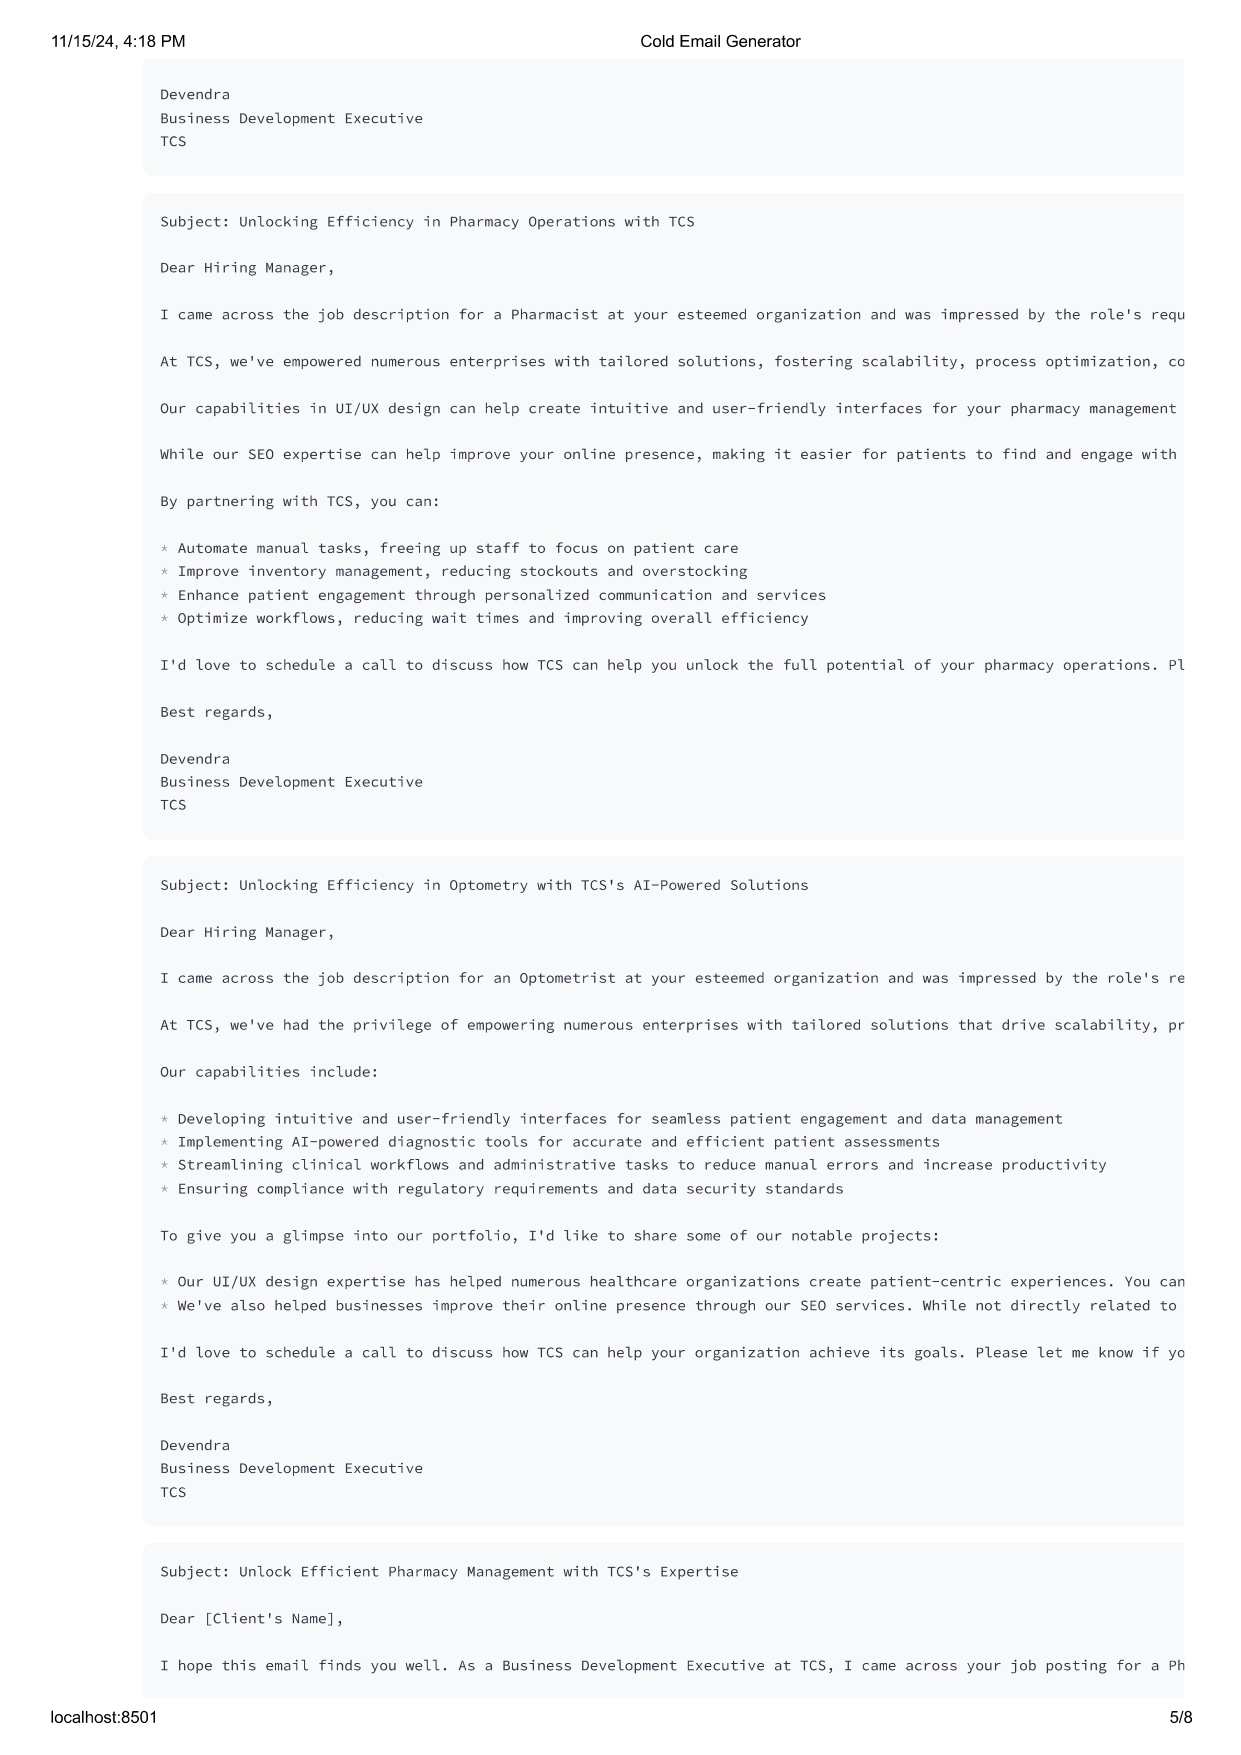 11/15/24, 4:18 PM
Cold Email Generator
Devendra
Business Development Executive
TCS
Subject: Unlocking Efficiency in Pharmacy Operations with TCS
Dear Hiring Manager,
I came across the job description for a Pharmacist at your esteemed organization and was impressed by the role's requ
At TCS, we've empowered numerous enterprises with tailored solutions, fostering scalability, process optimization, co
Our capabilities in UI/UX design can help create intuitive and user-friendly interfaces for your pharmacy management
While our SEO expertise can help improve your online presence, making it easier for patients to find and engage with
By partnering with TCS, you can:
* Automate manual tasks, freeing up staff to focus on patient care
* Improve inventory management, reducing stockouts and overstocking
* Enhance patient engagement through personalized communication and services
* Optimize workflows, reducing wait times and improving overall efficiency
I'd love to schedule a call to discuss how TCS can help you unlock the full potential of your pharmacy operations. Pl
Best regards,
Devendra
Business Development Executive
TCS
Subject: Unlocking Efficiency in Optometry with TCS's AI-Powered Solutions
Dear Hiring Manager,
I came across the job description for an Optometrist at your esteemed organization and was impressed by the role's re
At TCS, we've had the privilege of empowering numerous enterprises with tailored solutions that drive scalability, pr
Our capabilities include:
* Developing intuitive and user-friendly interfaces for seamless patient engagement and data management
* Implementing AI-powered diagnostic tools for accurate and efficient patient assessments
* Streamlining clinical workflows and administrative tasks to reduce manual errors and increase productivity
* Ensuring compliance with regulatory requirements and data security standards
To give you a glimpse into our portfolio, I'd like to share some of our notable projects:
* Our UI/UX design expertise has helped numerous healthcare organizations create patient-centric experiences. You can
* We've also helped businesses improve their online presence through our SEO services. While not directly related to
I'd love to schedule a call to discuss how TCS can help your organization achieve its goals. Please let me know if yo
Best regards,
Devendra
Business Development Executive
TCS
Subject: Unlock Efficient Pharmacy Management with TCS's Expertise
Dear [Client's Name],
I hope this email finds you well. As a Business Development Executive at TCS, I came across your job posting for a Ph
localhost:8501
5/8